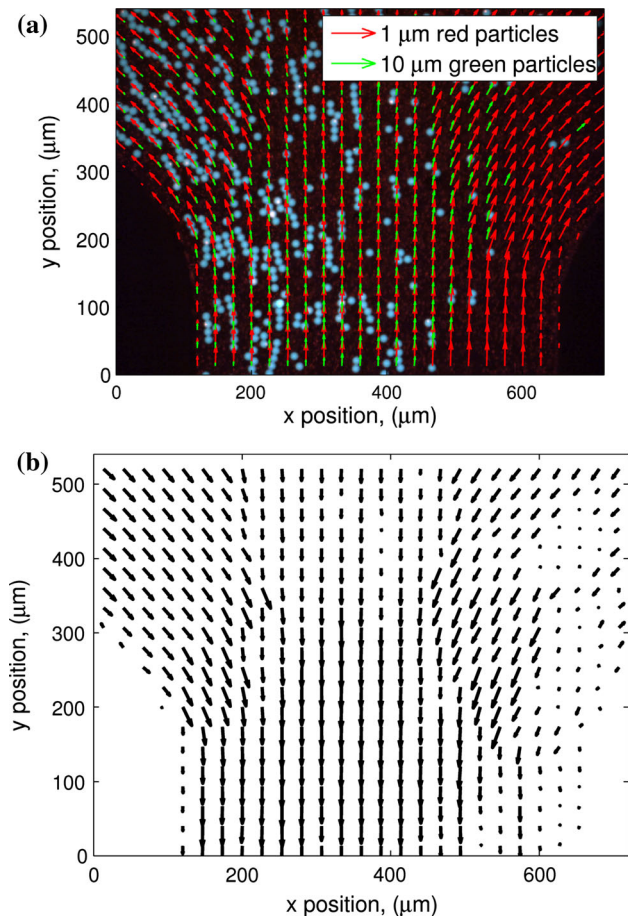 (a)
1 μm red particles
10 μm green particles
500
400
300
200
100
0
y position, (μm)
0 200 400 600
x position, (μm)
(b)
500
400
300
200
100
0
y position, (μm)
0 200 400 600
x position, (μm)